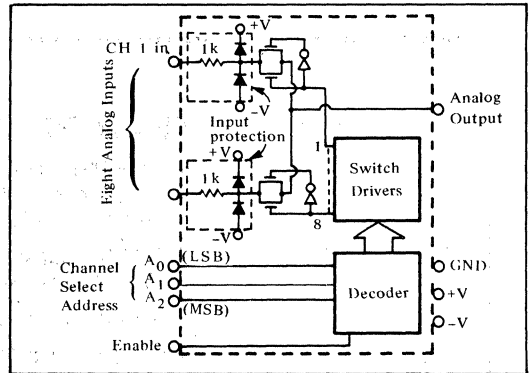 +V
CH 1 in
1k
-V
Eight Analog Inputs
Input
protection
+V
1k
-V
Analog
Output
1
Switch
Drivers
8
Channel
Select
Address
A0 (LSB)
A1
A2 (MSB)
Decoder
GND
+V
-V
Enable